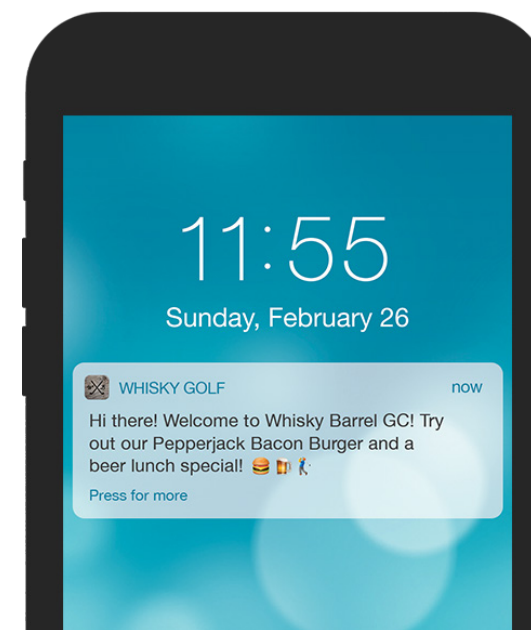 11:55
Sunday, February 26
WHISKY GOLF now
Hi there! Welcome to Whisky Barrel GC! Try
out our Pepperjack Bacon Burger and a
beer lunch special! 🍔 🍺 🏌
Press for more